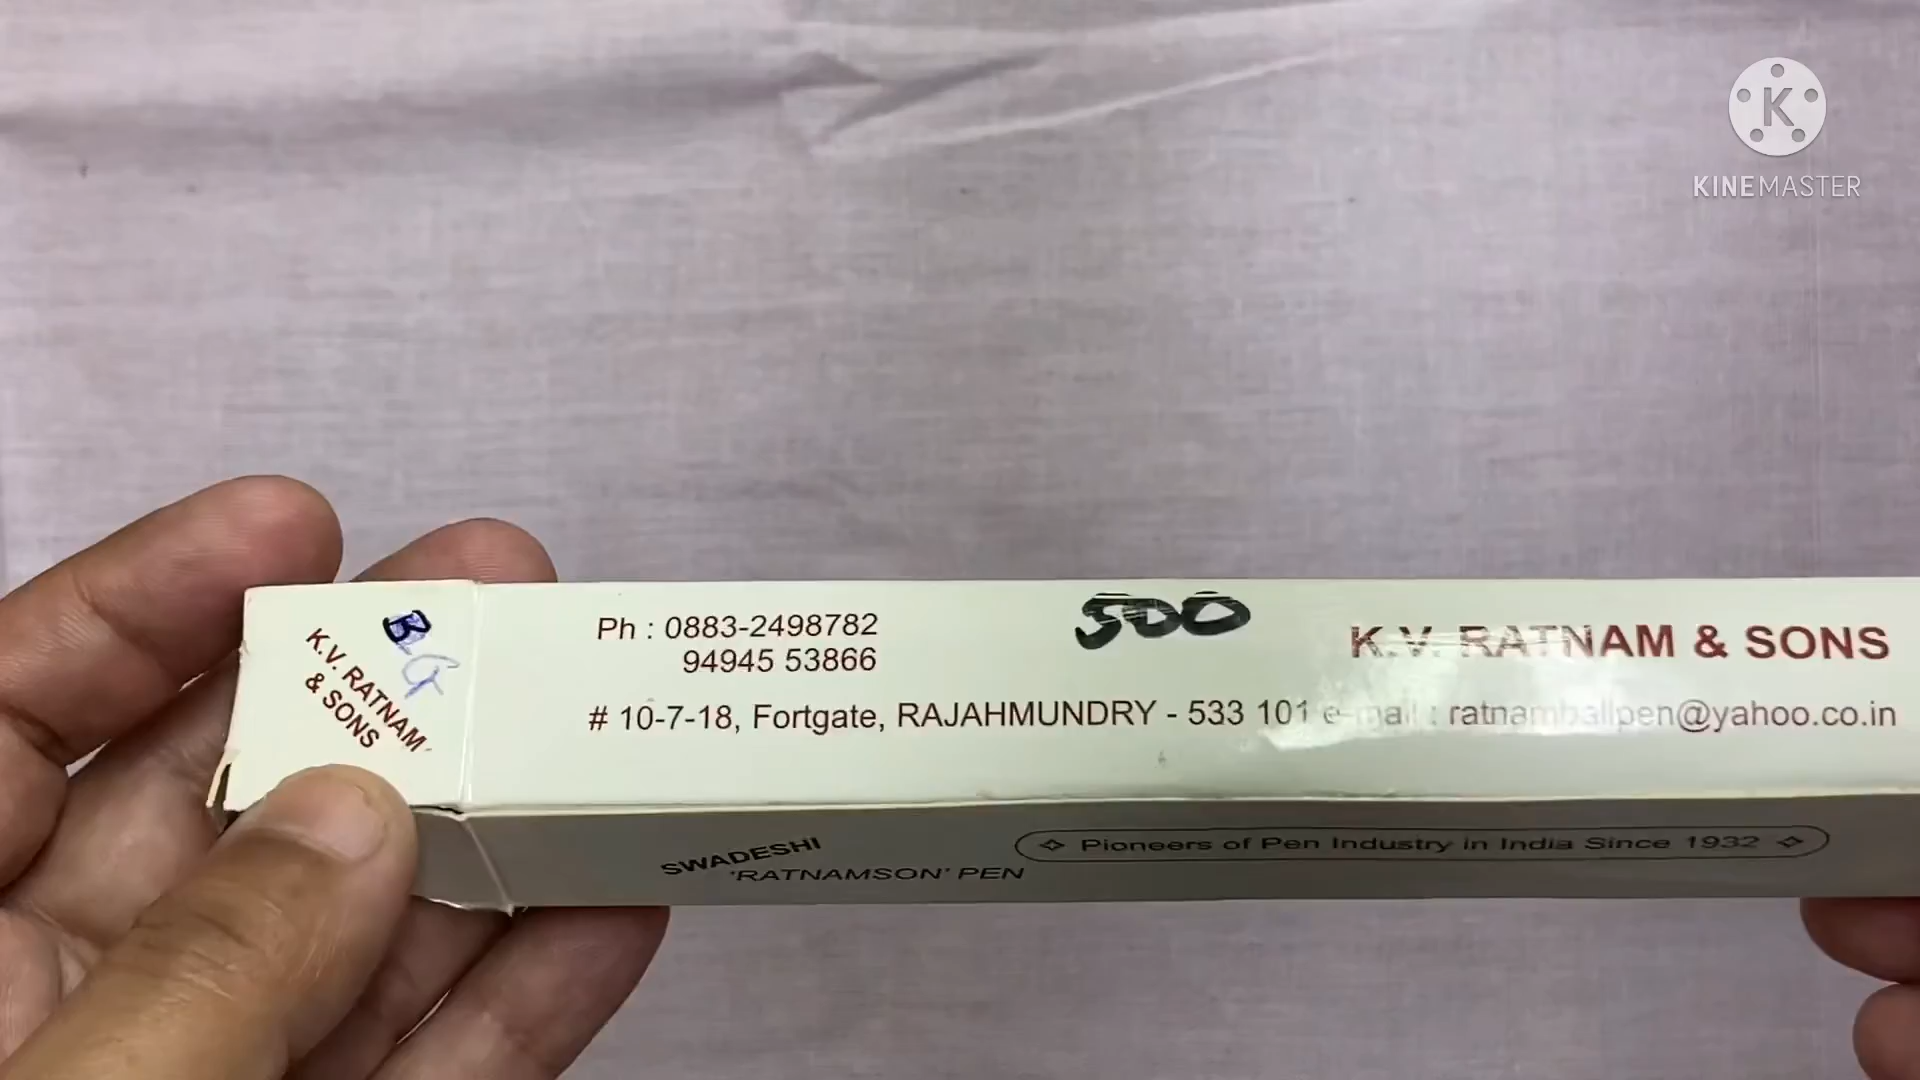 KINEMASTER
K.V. RATNAM
& SONS
Ph : 0883-2498782
94945 53866
500
K.V. RATNAM & SONS
# 10-7-18, Fortgate, RAJAHMUNDRY - 533 101 e-mail : ratnamballpen@yahoo.co.in
SWADESHI
'RATNAMSON' PEN
Pioneers of Pen Industry in India Since 1932